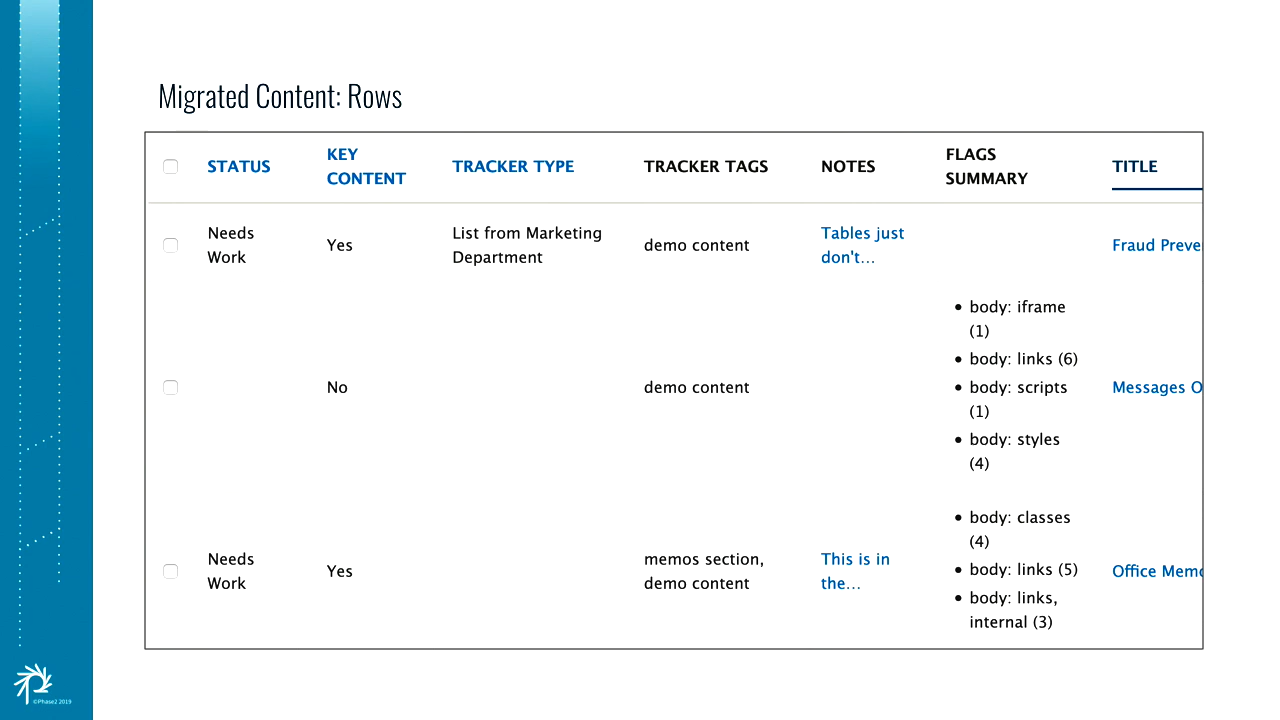 Migrated Content: Rows
STATUS
KEY
CONTENT
TRACKER TYPE
TRACKER TAGS
NOTES
FLAGS
SUMMARY
TITLE
Needs
Work
Yes
List from Marketing
Department
demo content
Tables just
don't...
Fraud Preve
No
demo content
• body: iframe
(1)
• body: links (6)
• body: scripts
(1)
• body: styles
(4)
Messages O
Needs
Work
Yes
memos section,
demo content
This is in
the...
• body: classes
(4)
• body: links (5)
• body: links,
internal (3)
Office Memo
©Phase2 2019